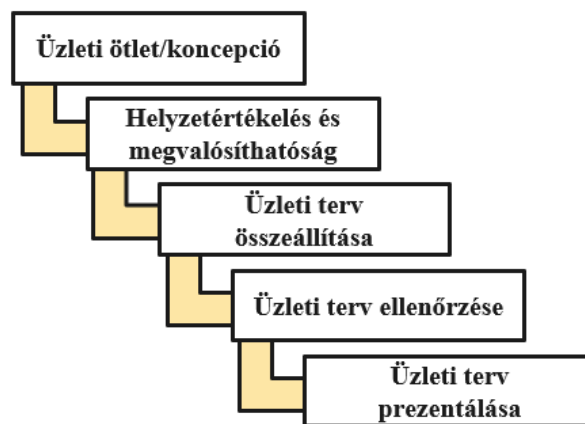 Üzleti ötlet/koncepció
Helyzetértékelés és
megvalósíthatóság
Üzleti terv
összeállítása
Üzleti terv ellenőrzése
Üzleti terv
prezentálása